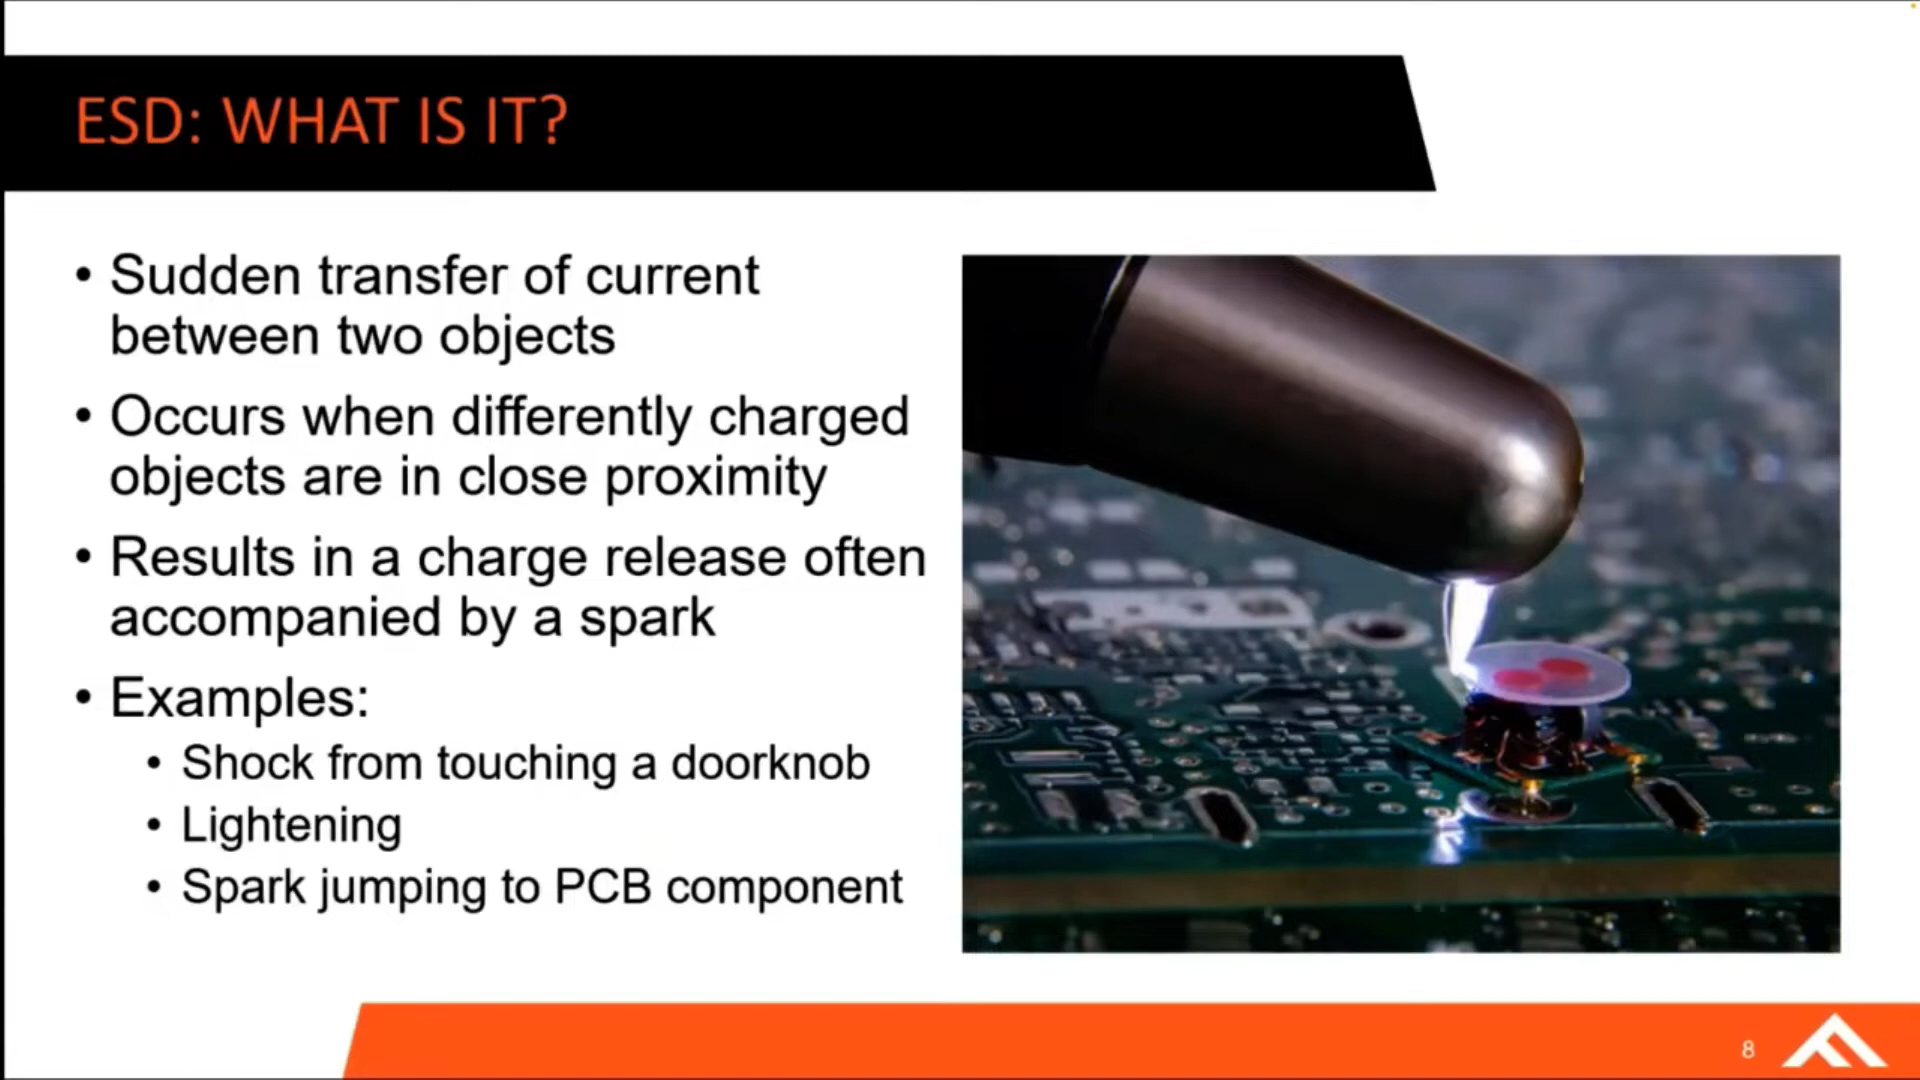 ESD: WHAT IS IT?
• Sudden transfer of current
between two objects
• Occurs when differently charged
objects are in close proximity
• Results in a charge release often
accompanied by a spark
• Examples:
• Shock from touching a doorknob
• Lightening
• Spark jumping to PCB component
8